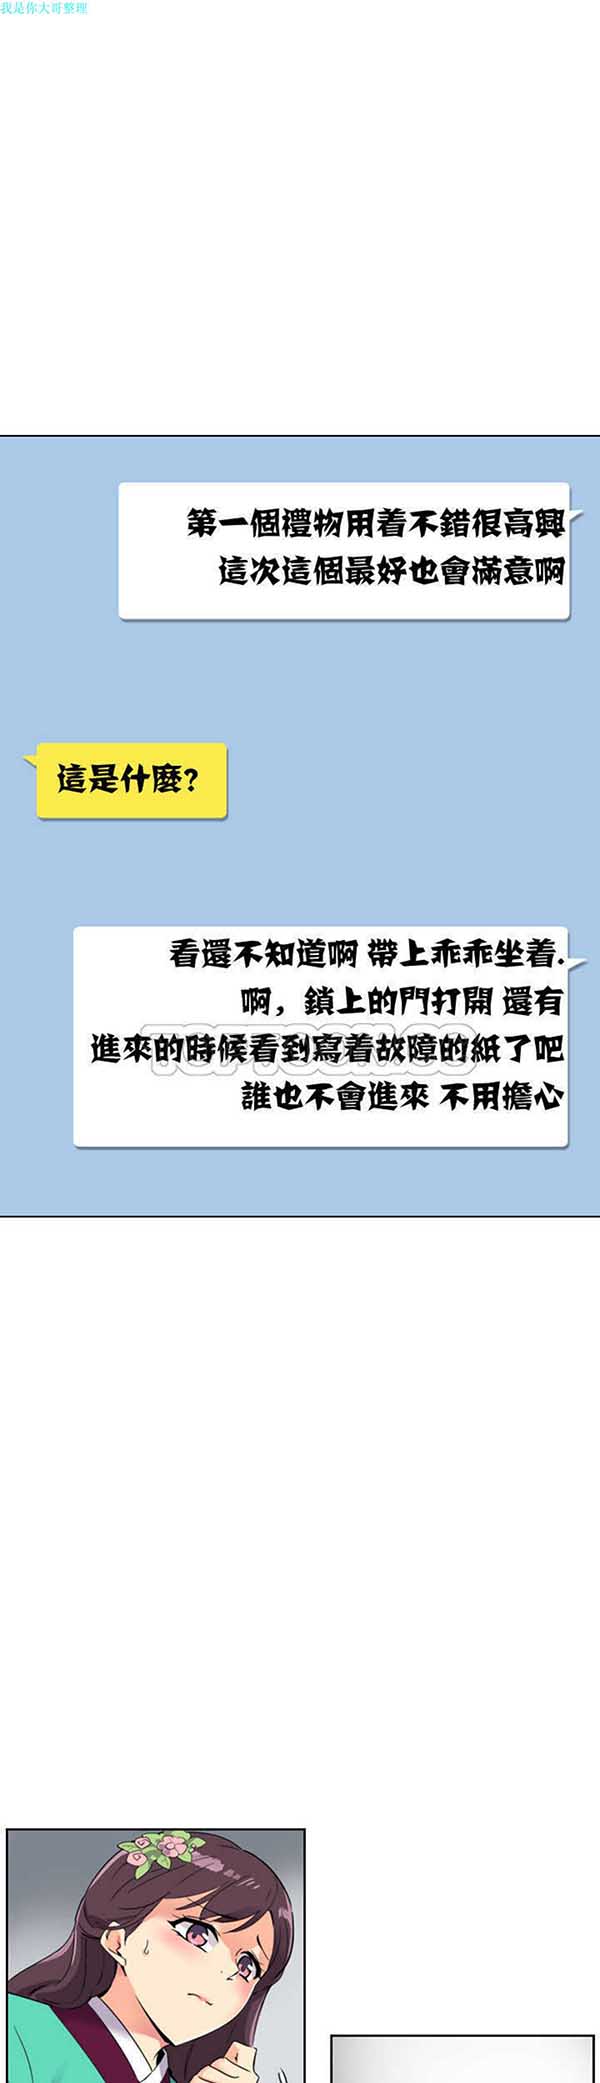 我是你大哥整理
第一個禮物用着不錯很高興
這次這個最好也會滿意啊
這是什麼?
看還不知道啊 帶上乖乖坐着.
啊，鎖上的門打開 還有
進來的時候看到寫着故障的紙了吧
TOPTOON.CC
誰也不會進來 不用擔心